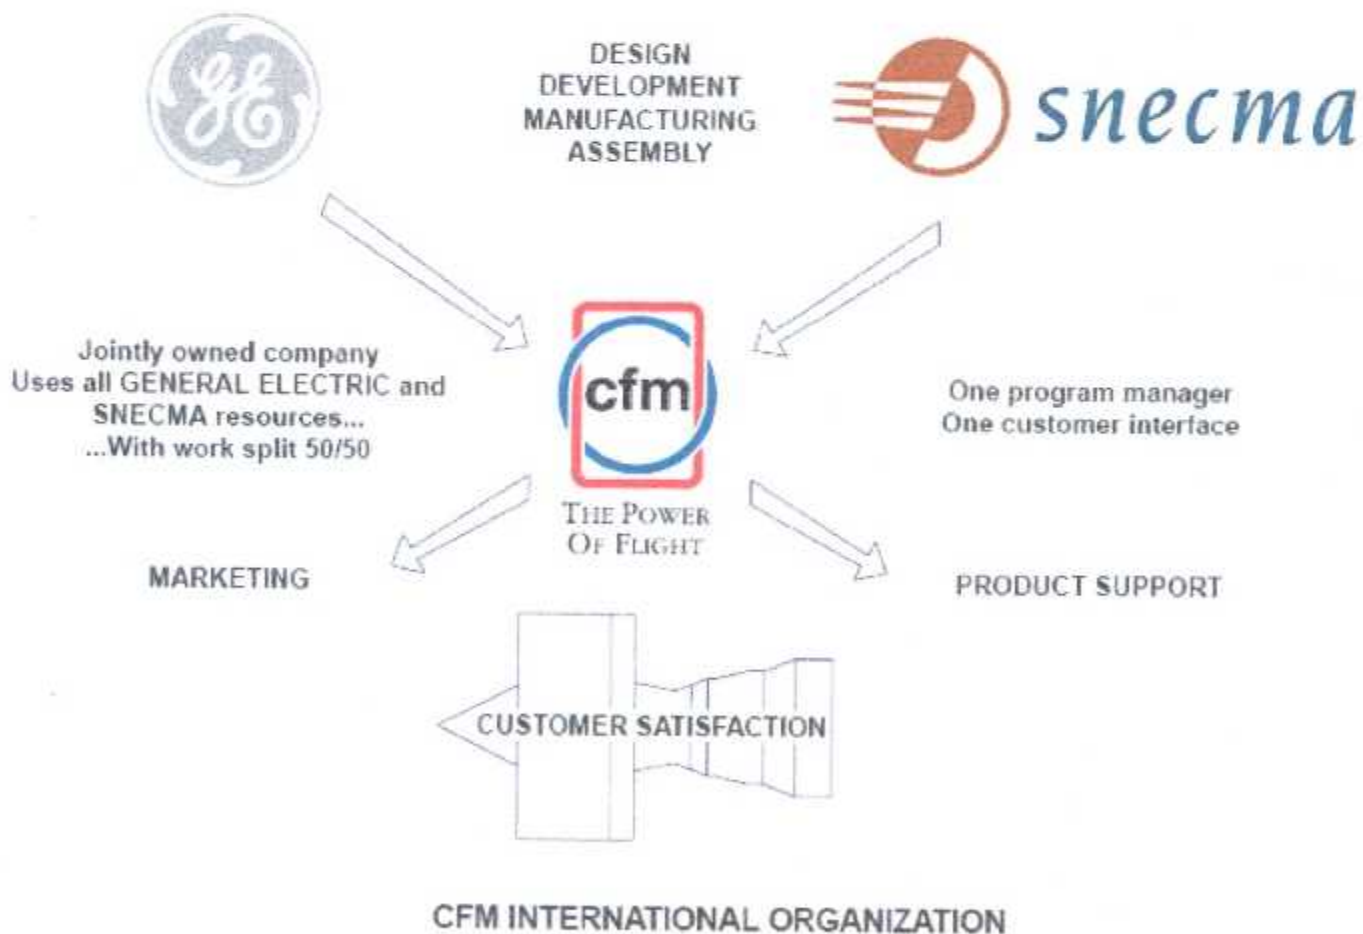 GE
DESIGN
DEVELOPMENT
MANUFACTURING
ASSEMBLY
snecma
Jointly owned company
Uses all GENERAL ELECTRIC and
SNECMA resources...
...With work split 50/50
cfm
One program manager
One customer interface
THE POWER
OF FLIGHT
MARKETING
PRODUCT SUPPORT
CUSTOMER SATISFACTION
CFM INTERNATIONAL ORGANIZATION